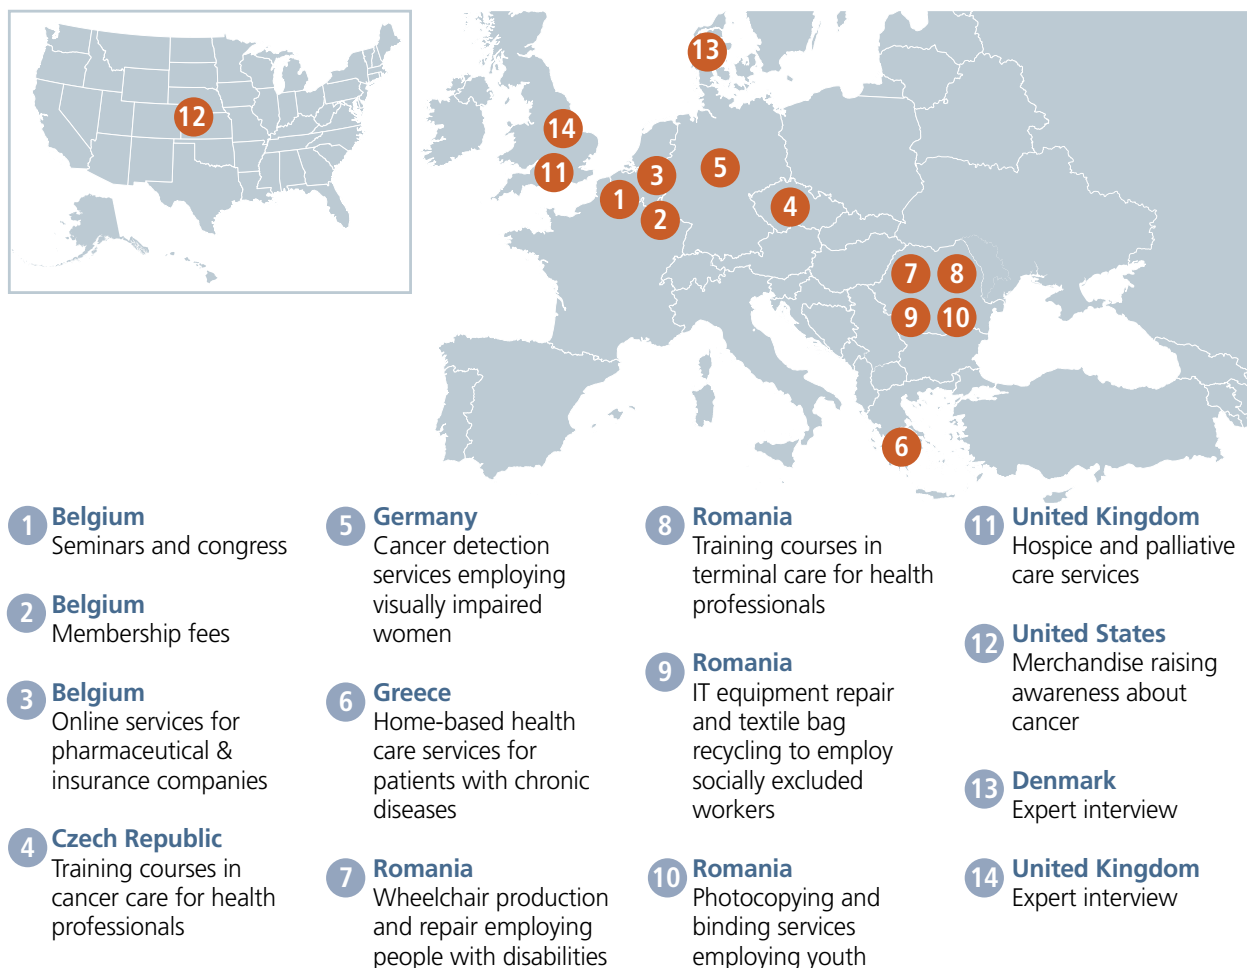 12
13
14
11
3
5
1
2
4
7
8
9
10
6
1 Belgium
Seminars and congress
2 Belgium
Membership fees
3 Belgium
Online services for
pharmaceutical &
insurance companies
4 Czech Republic
Training courses in
cancer care for health
professionals
5 Germany
Cancer detection
services employing
visually impaired
women
6 Greece
Home-based health
care services for
patients with chronic
diseases
7 Romania
Wheelchair production
and repair employing
people with disabilities
8 Romania
Training courses in
terminal care for health
professionals
9 Romania
IT equipment repair
and textile bag
recycling to employ
socially excluded
workers
10 Romania
Photocopying and
binding services
employing youth
11 United Kingdom
Hospice and palliative
care services
12 United States
Merchandise raising
awareness about
cancer
13 Denmark
Expert interview
14 United Kingdom
Expert interview